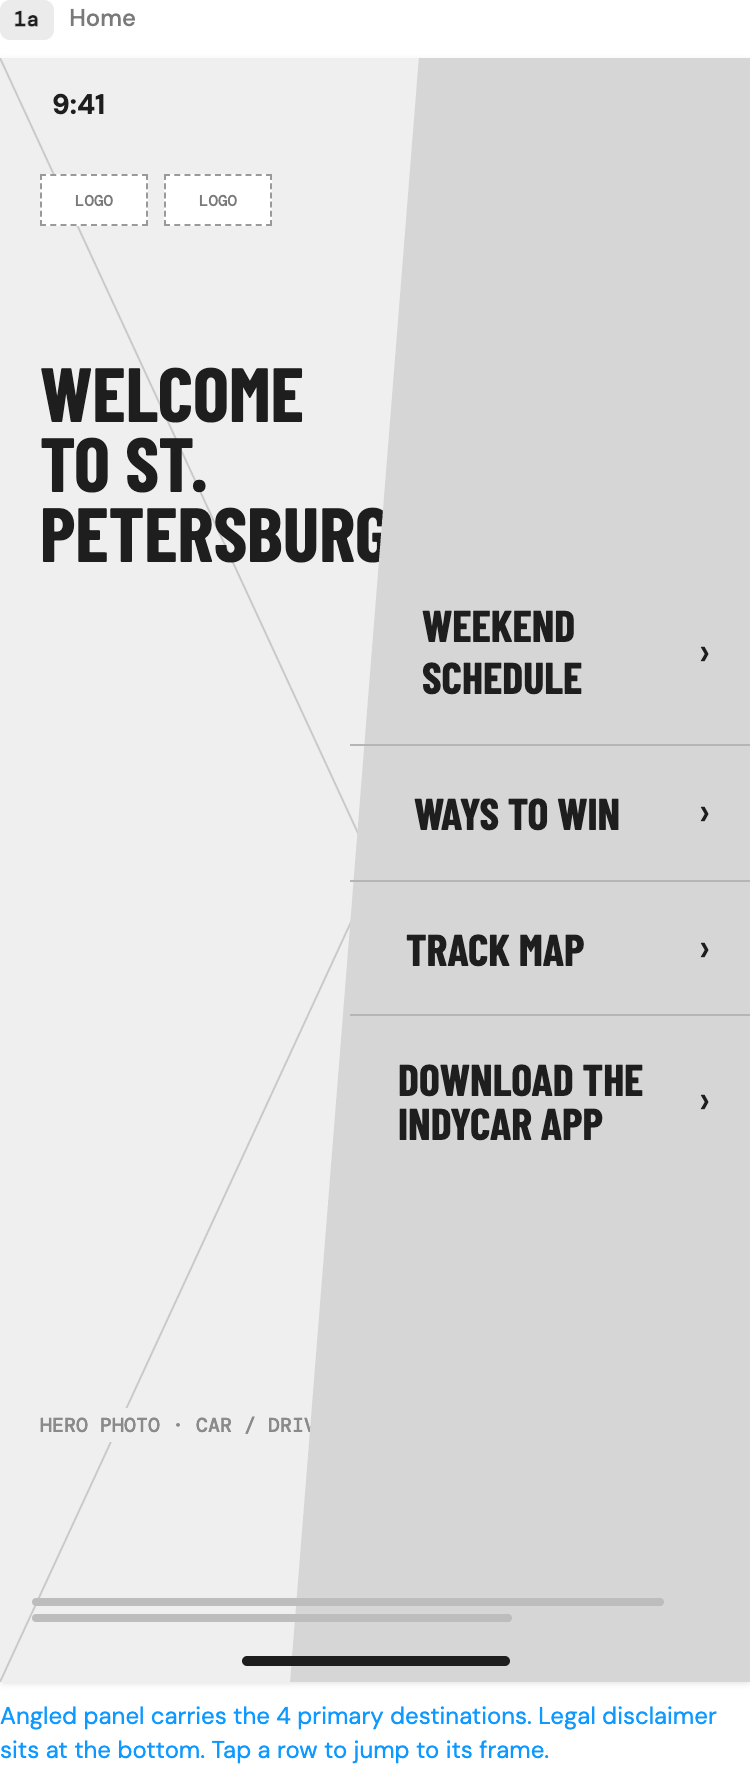 1a Home
9:41
LOGO LOGO
WELCOME
TO ST.
PETERSBURG
WEEKEND
SCHEDULE ›
WAYS TO WIN ›
TRACK MAP ›
DOWNLOAD THE
INDYCAR APP ›
HERO PHOTO · CAR / DRIV
Angled panel carries the 4 primary destinations. Legal disclaimer
sits at the bottom. Tap a row to jump to its frame.